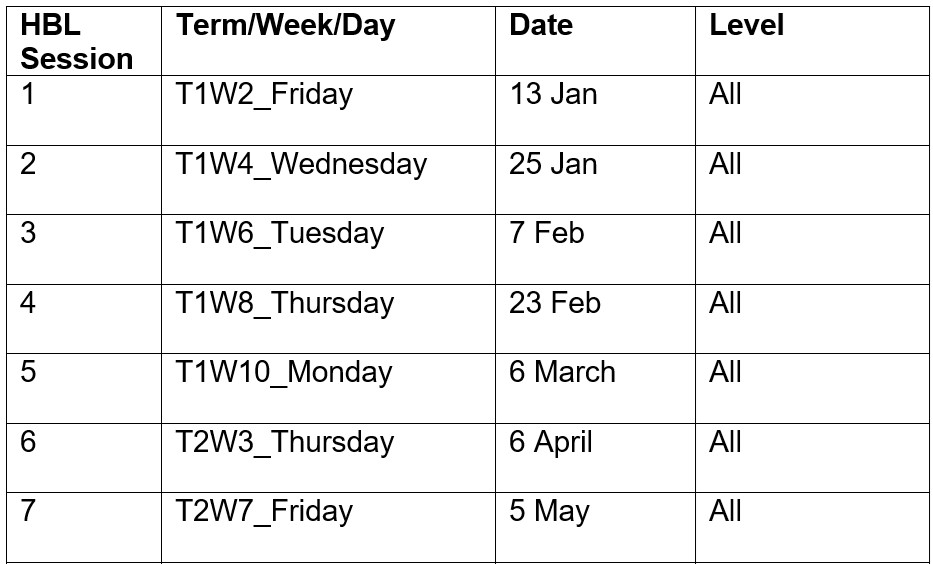 HBL Session Term/Week/Day Date Level
1 T1W2_Friday 13 Jan All
2 T1W4_Wednesday 25 Jan All
3 T1W6_Tuesday 7 Feb All
4 T1W8_Thursday 23 Feb All
5 T1W10_Monday 6 March All
6 T2W3_Thursday 6 April All
7 T2W7_Friday 5 May All